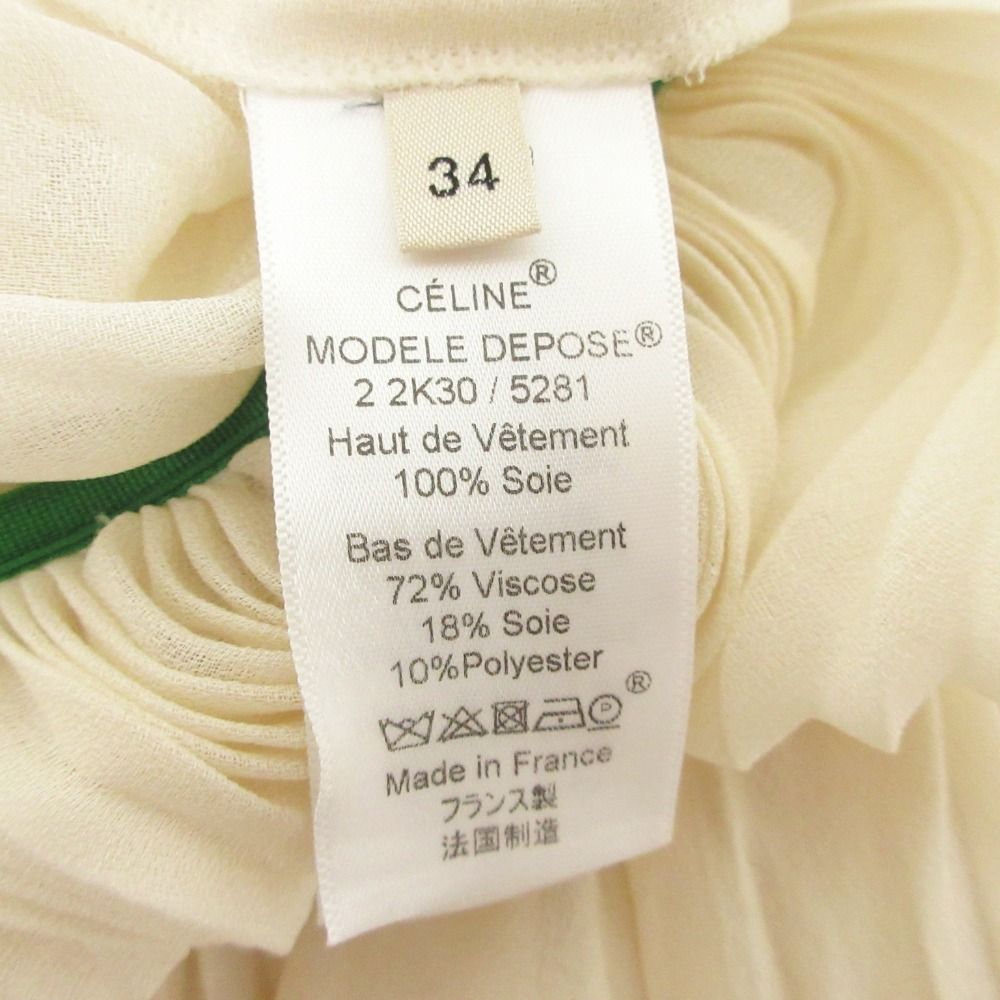 34
CÉLINE®
MODELE DEPOSE®
2 2K30 / 5281
Haut de Vêtement
100% Soie
Bas de Vêtement
72% Viscose
18% Soie
10%Polyester
P ®
Made in France
フランス製
法国制造